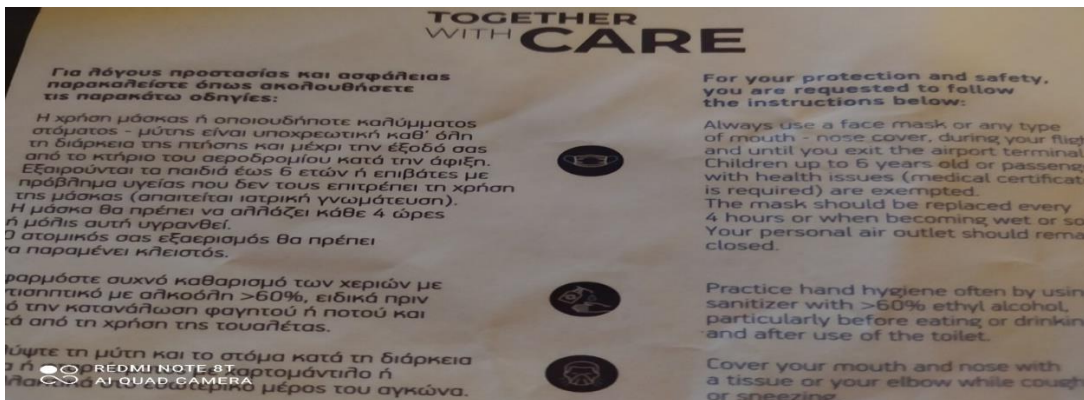 TOGETHER
WITH CARE
Για λόγους προστασίας και ασφάλειας
παρακαλείστε όπως ακολουθήσετε
τις παρακάτω οδηγίες:
Η χρήση μάσκας ή οποιουδήποτε καλύμματος
στόματος - μύτης είναι υποχρεωτική καθ' όλη
τη διάρκεια της πτήσης και μέχρι την έξοδό σας
από το κτήριο του αεροδρομίου κατά την άφιξη.
Εξαιρούνται τα παιδιά έως 6 ετών ή επιβάτες με
πρόβλημα υγείας που δεν τους επιτρέπει τη χρήση
της μάσκας (απαιτείται ιατρική γνωμάτευση).
Η μάσκα θα πρέπει να αλλάζει κάθε 4 ώρες
ή μόλις αυτή υγρανθεί.
Ο ατομικός σας εξαερισμός θα πρέπει
να παραμένει κλειστός.
συχνό καθαρισμό των χεριών με
με αλκοόλη >60%, ειδικά πριν
την κατανάλωση φαγητού ή ποτού και
από τη χρήση της τουαλέτας.
τη μύτη και το στόμα κατά τη διάρκεια
ή χαρτομάντιλο ή
μέρος του αγκώνα.
For your protection and safety,
you are requested to follow
the instructions below:
Always use a face mask or any type
of mouth - nose cover, during your
and until you exit the airport terminal
Children up to 6 years old or
with health issues (medical
is required) are exempted.
The mask should be replaced every
4 hours or when becoming wet or
Your personal air outlet should
closed.
Practice hand hygiene often by
sanitizer with >60% ethyl alcohol,
particularly before eating or
and after use of the toilet.
Cover your mouth and nose with
a tissue or your elbow while
or sneezing
REDMI NOTE 8T
AI QUAD CAMERA